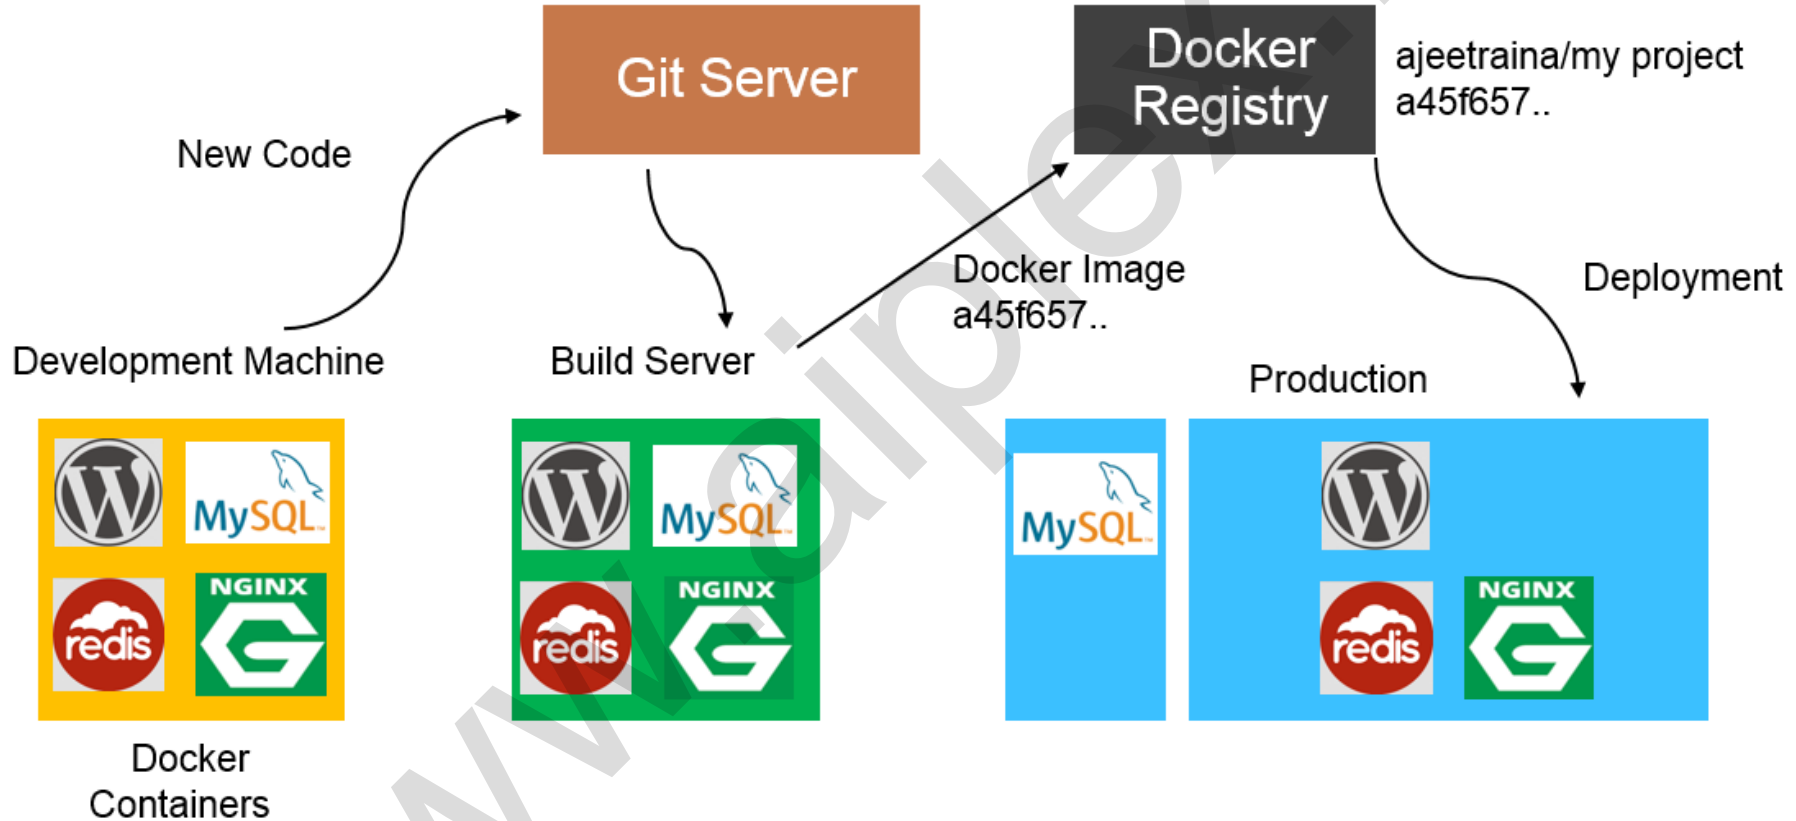 Git Server
Docker
Registry
ajeetraina/my project
a45f657..
New Code
Docker Image
a45f657..
Deployment
Development Machine
Build Server
Production
W
MySQL
W
MySQL
MySQL
W
redis
NGINX
G
redis
NGINX
G
redis
NGINX
G
Docker
Containers